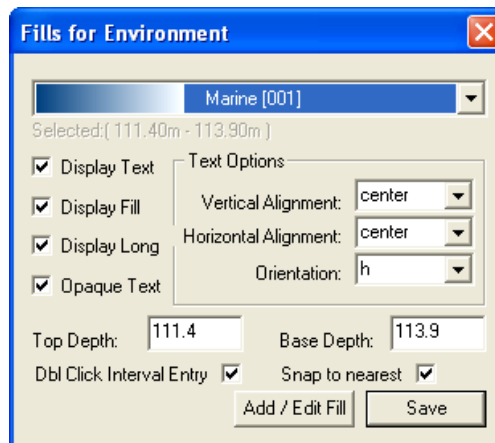 Fills for Environment
Marine [001]
Selected:( 111.40m - 113.90m )
Display Text
Text Options
Display Fill
Vertical Alignment: center
Display Long
Horizontal Alignment: center
Opaque Text
Orientation: h
Top Depth: 111.4 Base Depth: 113.9
Dbl Click Interval Entry Snap to nearest
Add / Edit Fill Save